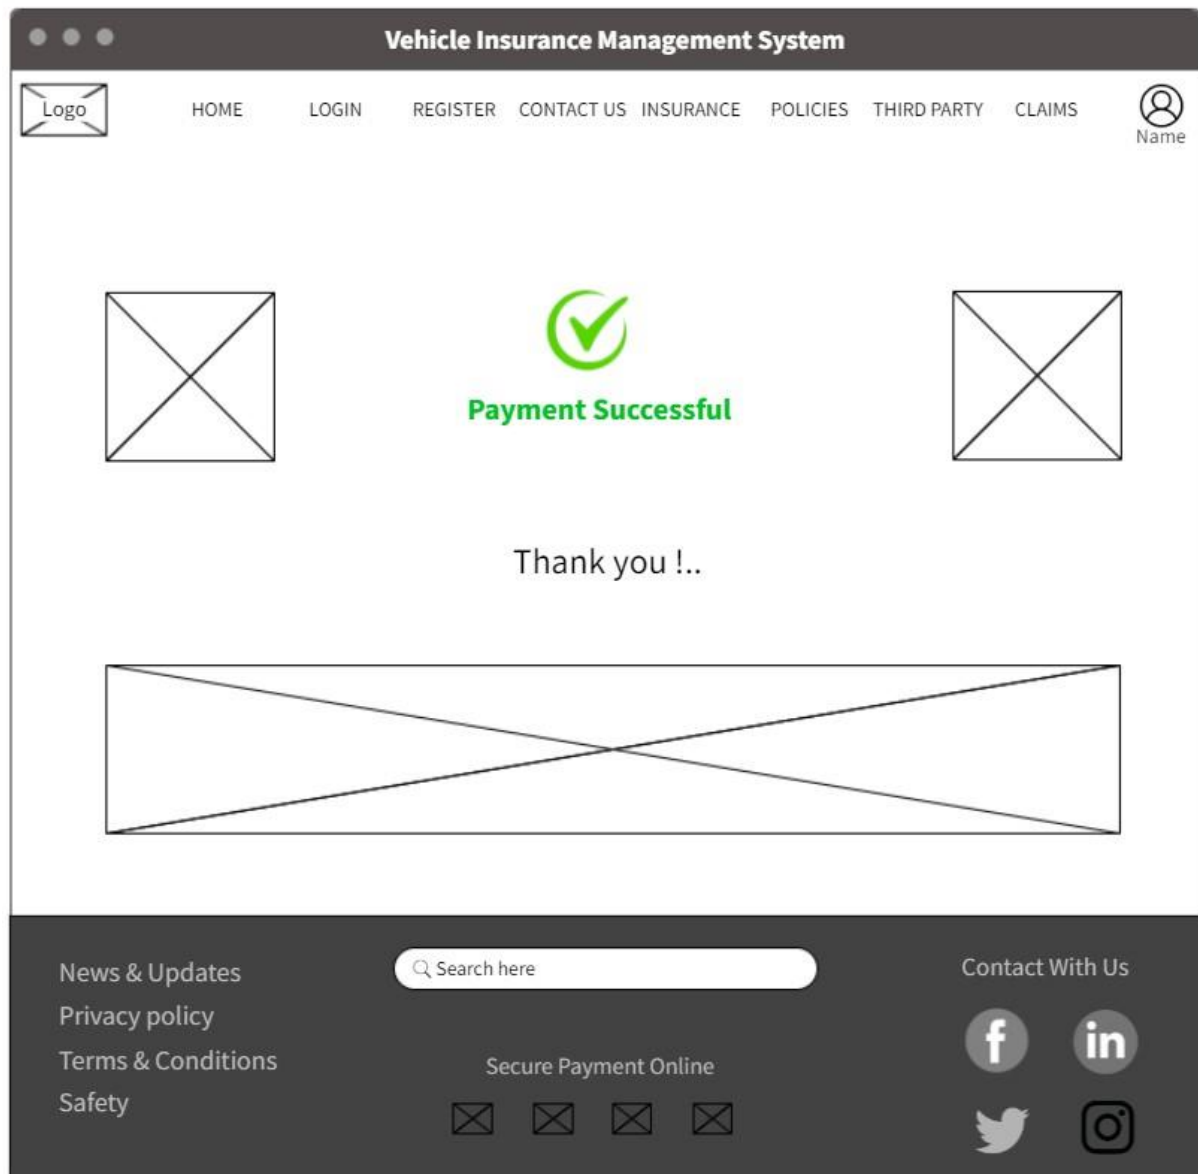 Vehicle Insurance Management System
Logo HOME LOGIN REGISTER CONTACT US INSURANCE POLICIES THIRD PARTY CLAIMS
Name
Payment Successful
Thank you !..
News & Updates
Privacy policy
Terms & Conditions
Safety
Search here
Secure Payment Online
Contact With Us
f
in